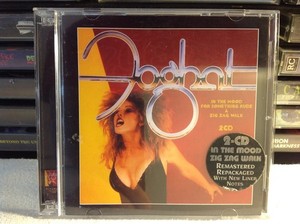 Foghat
IN THE MOOD
FOR SOMETHING RUDE
&
ZIG ZAG WALK
2CD
2-CD
IN THE MOOD
ZIG ZAG WALK
REMASTERED
REPACKAGED
WITH NEW LINER
NOTES